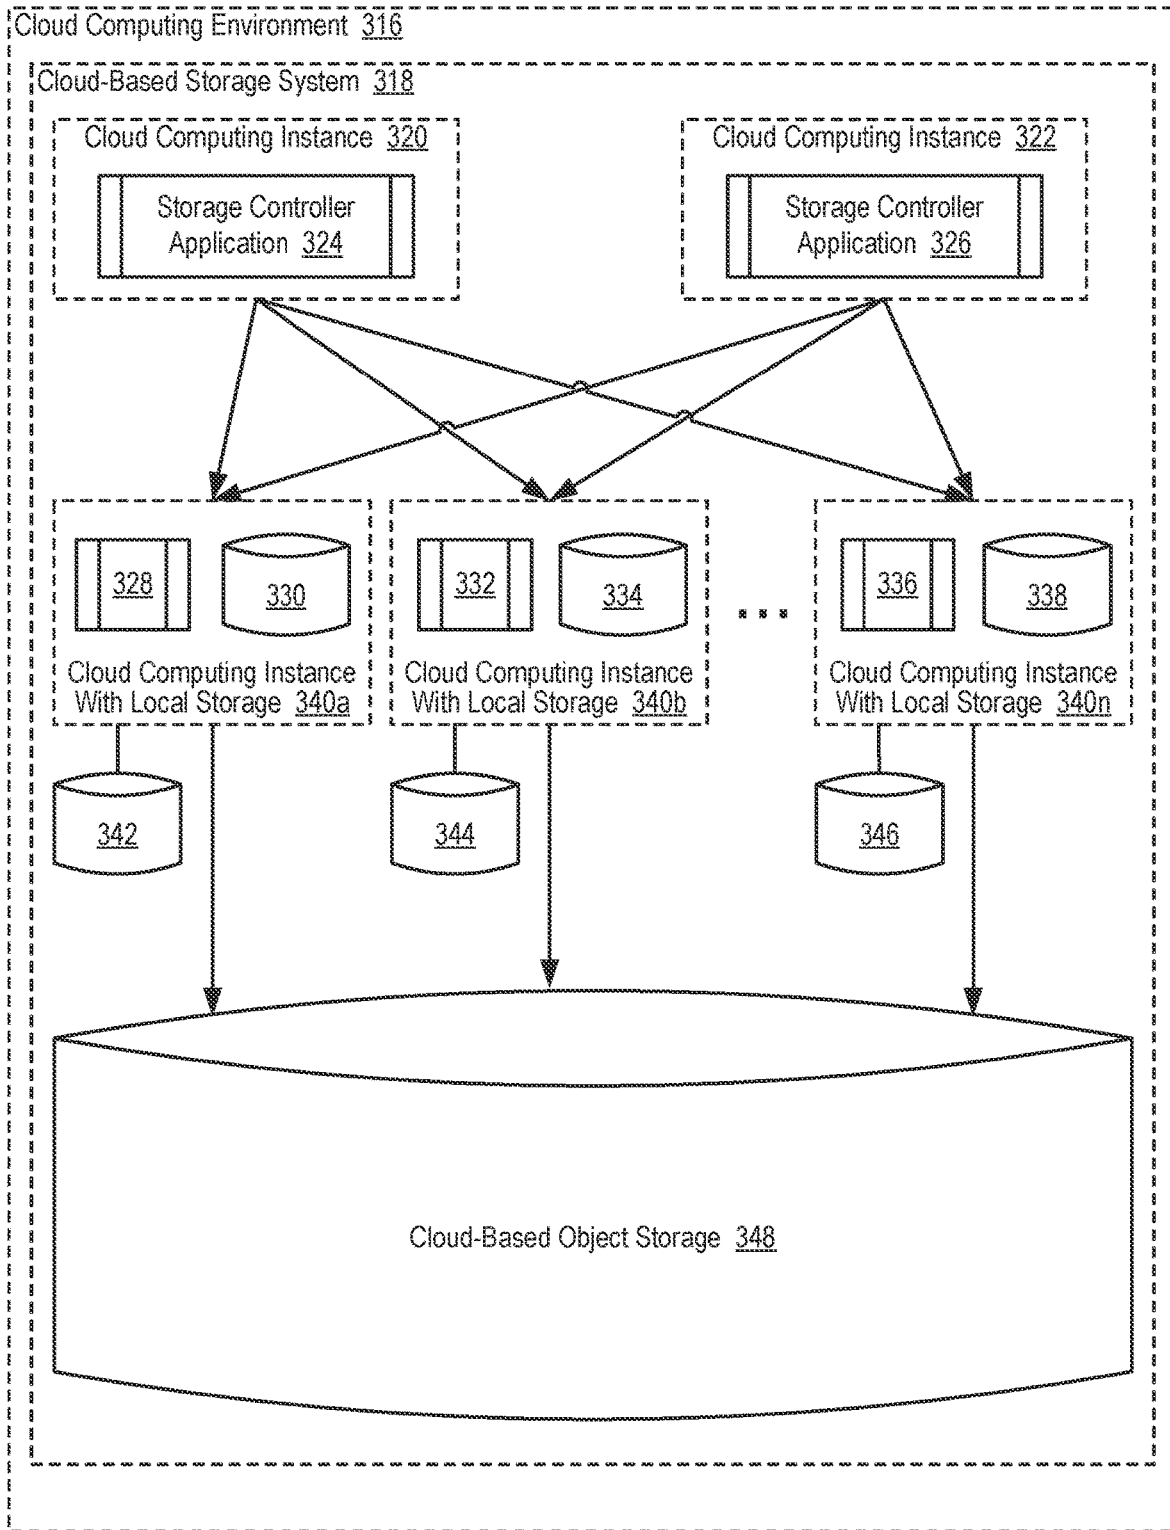 Cloud Computing Environment 316
Cloud-Based Storage System 318
Cloud Computing Instance 320
Storage Controller
Application 324
Cloud Computing Instance 322
Storage Controller
Application 326
328
330
Cloud Computing Instance
With Local Storage 340a
332
334
Cloud Computing Instance
With Local Storage 340b
...
336
338
Cloud Computing Instance
With Local Storage 340n
342
344
346
Cloud-Based Object Storage 348